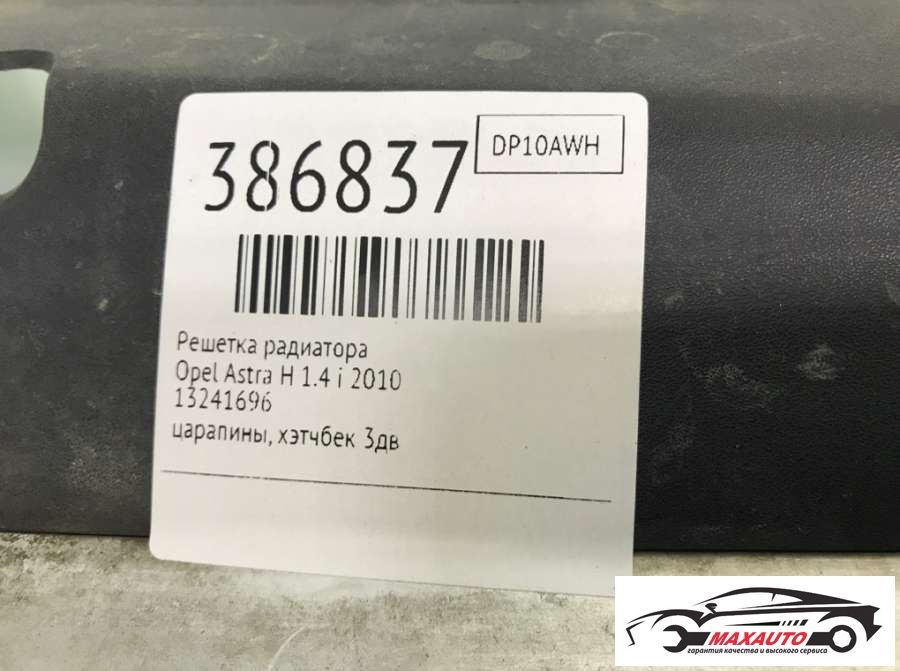 386837
DP10AWH
Решетка радиатора
Opel Astra H 1.4 i 2010
13241696
царапины, хэтчбек 3дв
MAXAUTO
гарантия качества и высокого сервиса